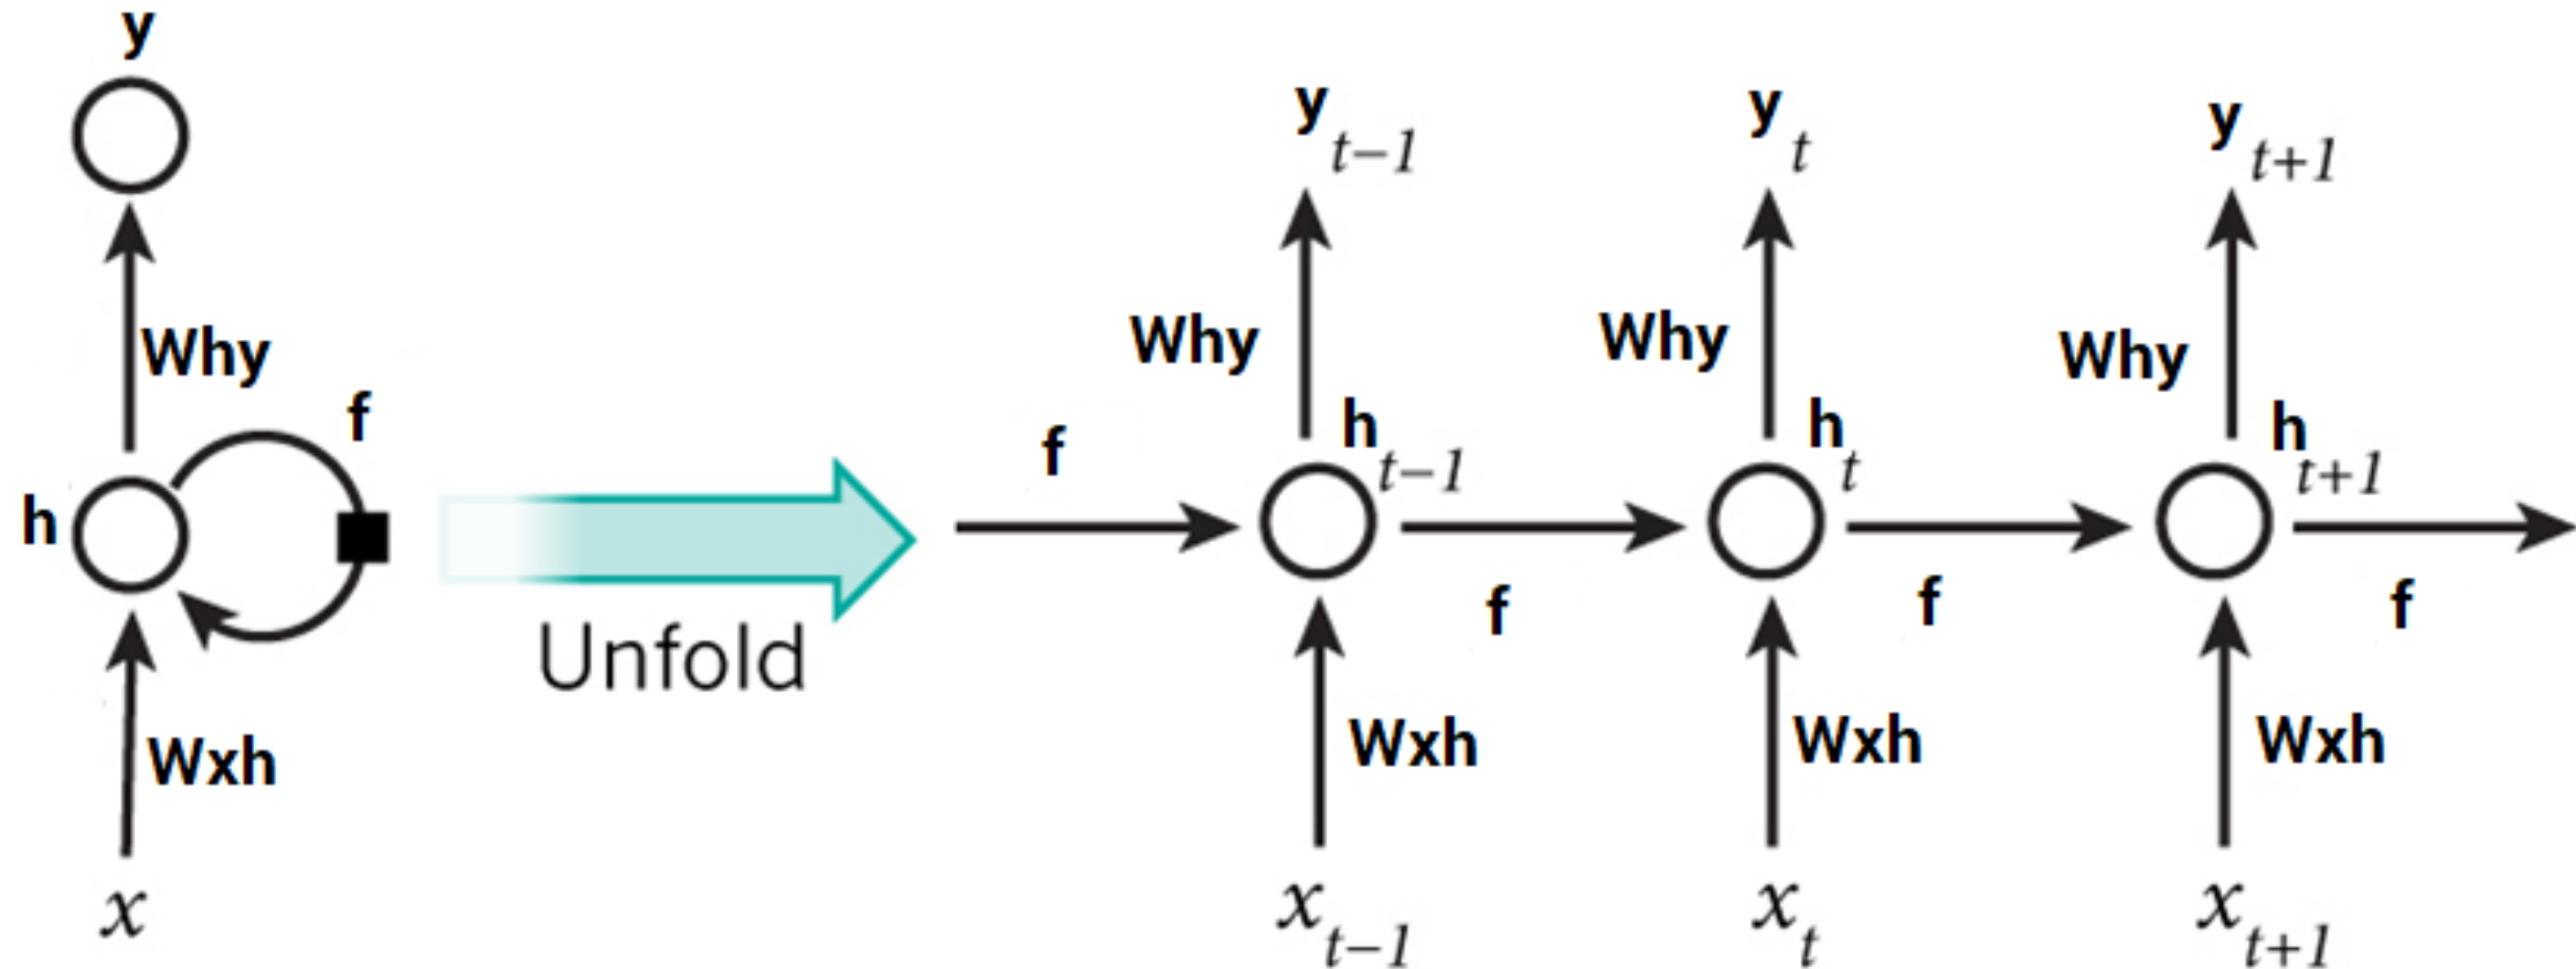 y
Why
f
h
Wxh
x
Unfold
f
y t-1
Why
h t-1
f
Wxh
x t-1
y t
Why
h t
f
Wxh
x t
y t+1
Why
h t+1
f
Wxh
x t+1